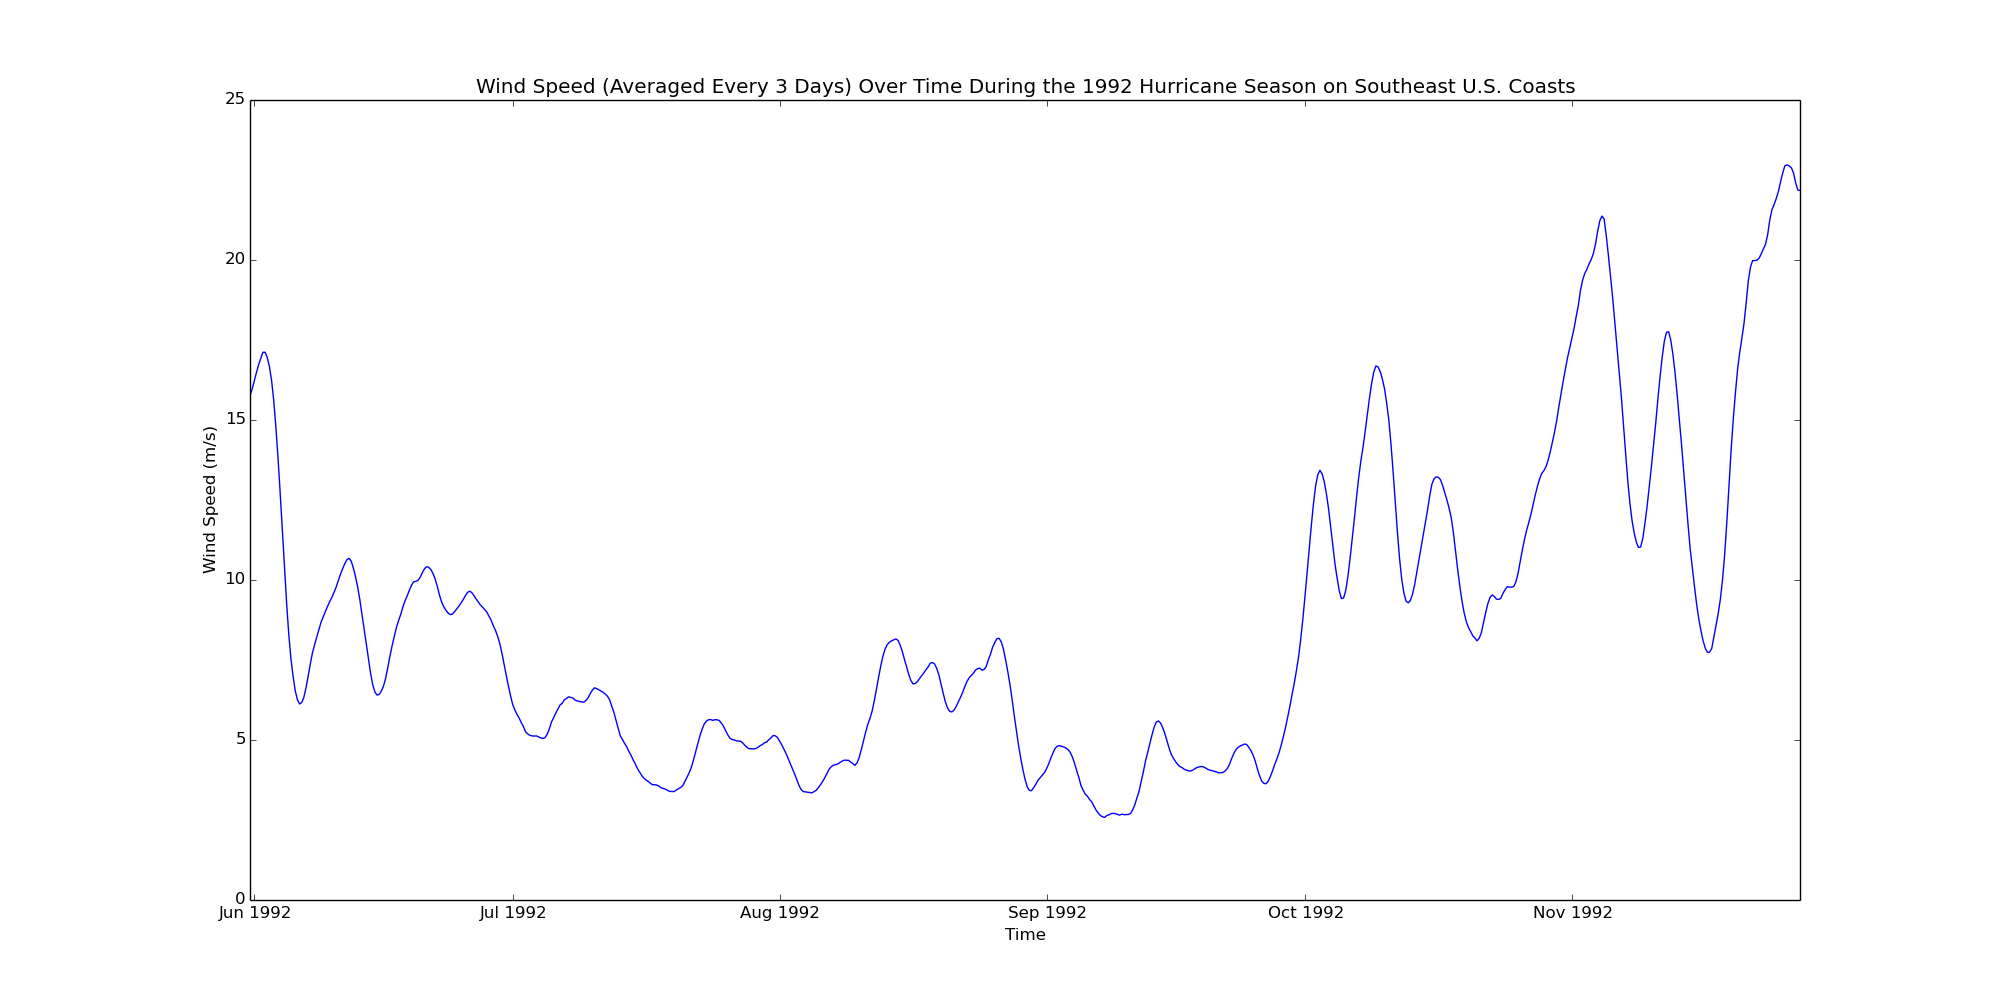 Wind Speed (Averaged Every 3 Days) Over Time During the 1992 Hurricane Season on Southeast U.S. Coasts
25
20
15
10
5
0
Wind Speed (m/s)
Jun 1992 Jul 1992 Aug 1992 Sep 1992 Oct 1992 Nov 1992
Time